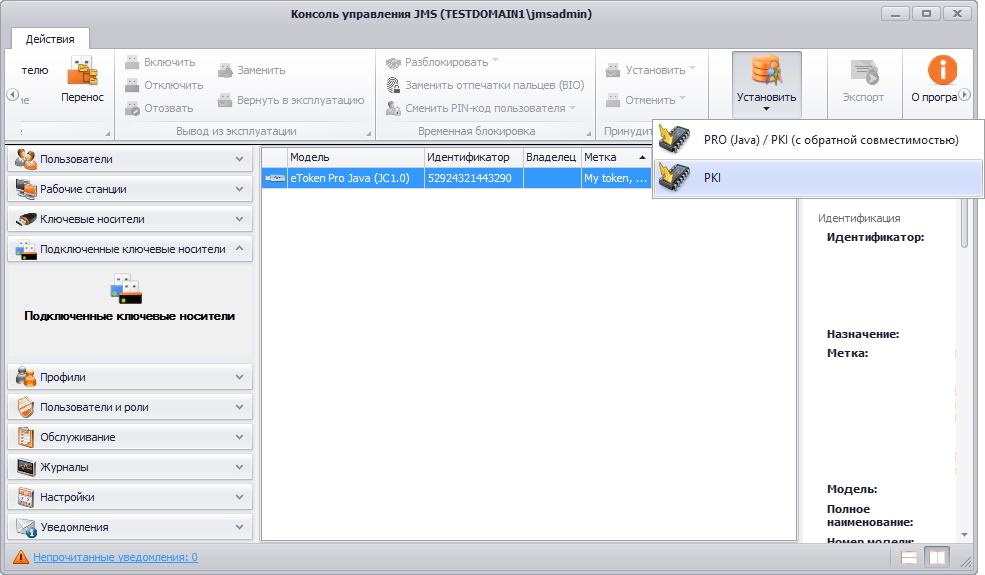 Консоль управления JMS (TESTDOMAIN1\jmsadmin)
Действия
телю
Перенос
Включить
Отключить
Отозвать
Заменить
Вернуть в эксплуатацию
Вывод из эксплуатации
Разблокировать
Заменить отпечатки пальцев (BIO)
Сменить PIN-код пользователя
Временная блокировка
Установить
Отменить
Принудит
Установить
Экспорт
О програ
PRO (Java) / PKI (с обратной совместимостью)
PKI
Пользователи
Рабочие станции
Ключевые носители
Подключенные ключевые носители
Подключенные ключевые носители
Профили
Пользователи и роли
Обслуживание
Журналы
Настройки
Уведомления
Модель Идентификатор Владелец Метка
eToken Pro Java (JC1.0) 52924321443290 My token, ...
Идентификация
Идентификатор:
Назначение:
Метка:
Модель:
Полное
наименование:
Номер модели:
Непрочитанные уведомления: 0